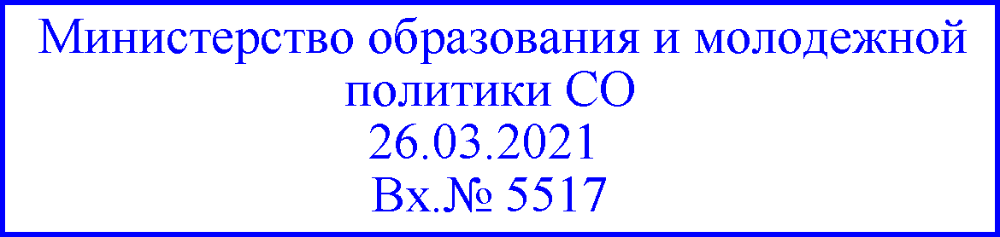 Министерство образования и молодежной
политики СО
26.03.2021
Вх.№ 5517